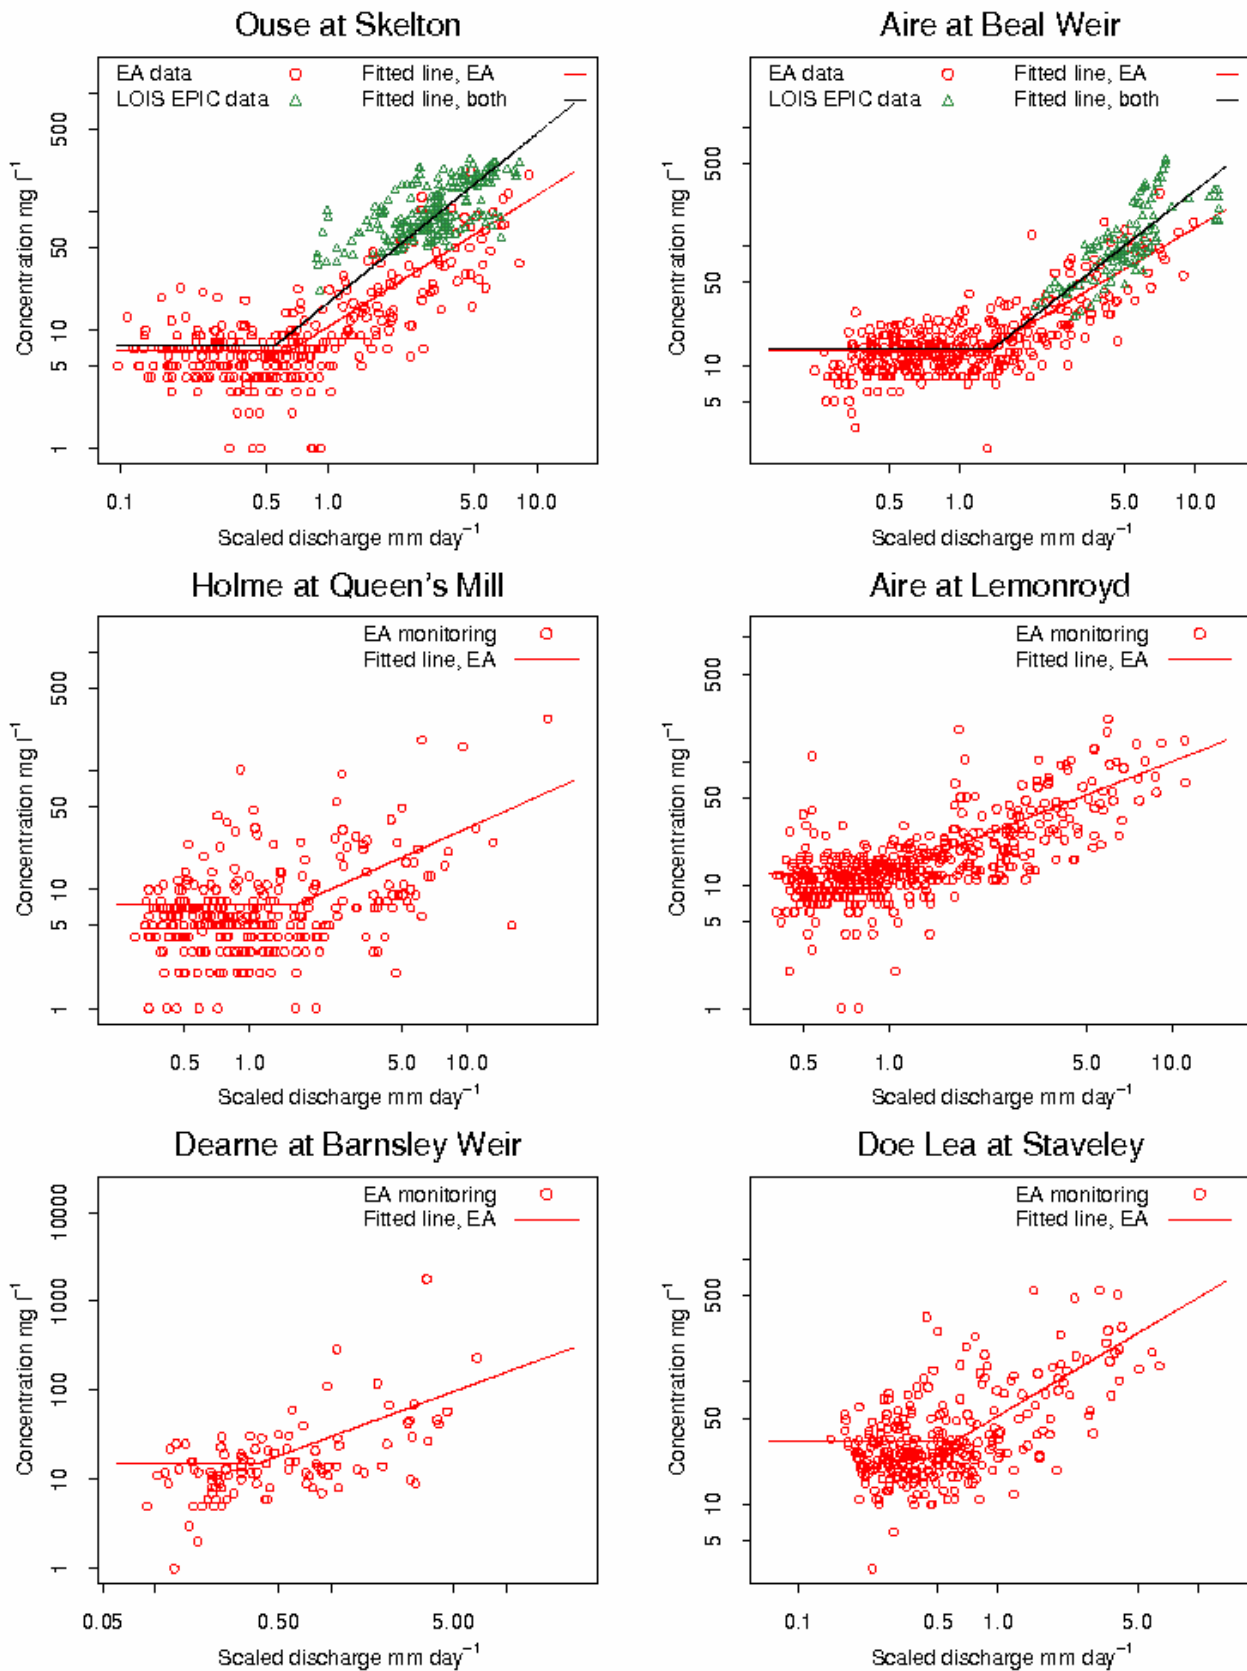 Ouse at Skelton
EA data
Fitted line, EA
LOIS EPIC data
Fitted line, both
Concentration mg l⁻¹
500
50
10
5
1
0.1 0.5 1.0 5.0 10.0
Scaled discharge mm day⁻¹
Aire at Beal Weir
EA data
Fitted line, EA
LOIS EPIC data
Fitted line, both
Concentration mg l⁻¹
500
50
10
5
1
0.5 1.0 5.0 10.0
Scaled discharge mm day⁻¹
Holme at Queen's Mill
EA monitoring
Fitted line, EA
Concentration mg l⁻¹
500
50
10
5
1
0.5 1.0 5.0 10.0
Scaled discharge mm day⁻¹
Aire at Lemonroyd
EA monitoring
Fitted line, EA
Concentration mg l⁻¹
500
50
10
5
1
0.5 1.0 5.0 10.0
Scaled discharge mm day⁻¹
Dearne at Barnsley Weir
EA monitoring
Fitted line, EA
Concentration mg l⁻¹
10000
1000
100
10
1
0.05 0.50 5.00
Scaled discharge mm day⁻¹
Doe Lea at Staveley
EA monitoring
Fitted line, EA
Concentration mg l⁻¹
500
50
10
5
0.1 0.5 1.0 5.0
Scaled discharge mm day⁻¹